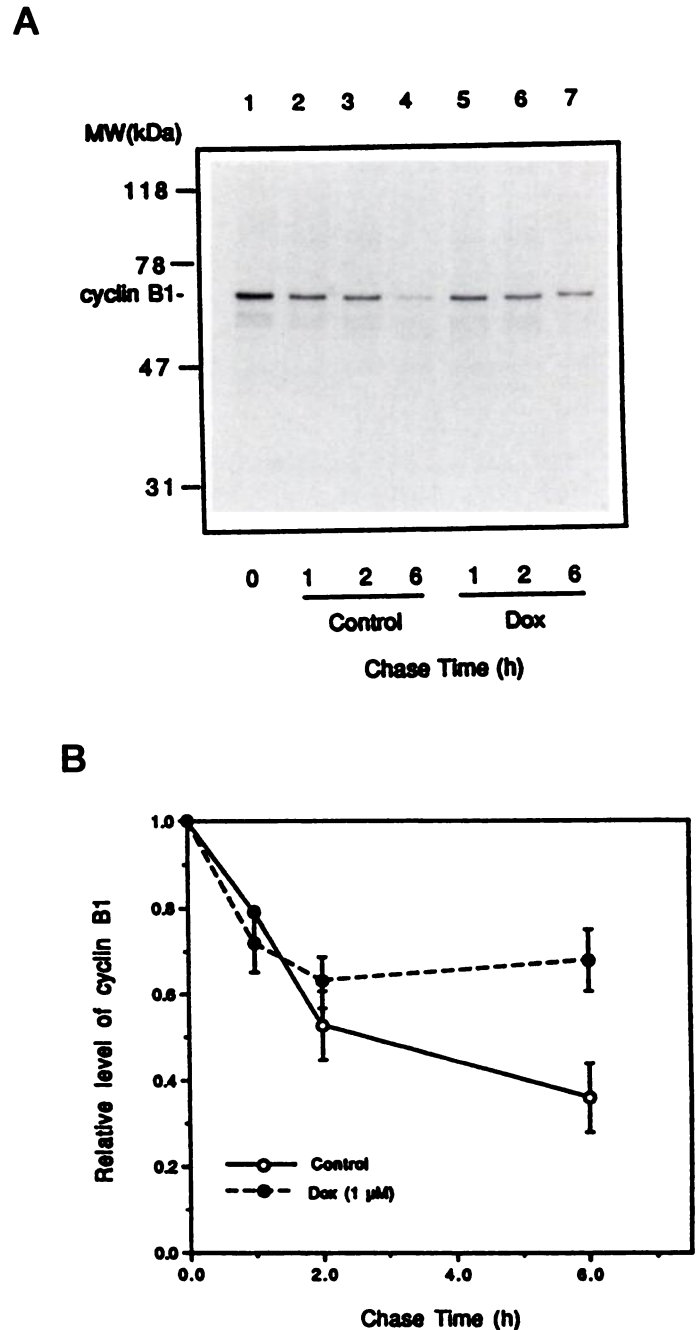 A
1 2 3 4 5 6 7
MW(kDa)
118
78
cyclin B1-
47
31
0 1 2 6 1 2 6
Control Dox
Chase Time (h)
B
1.0
0.8
0.6
0.4
0.2
0.0
Relative level of cyclin B1
Control
Dox (1 µM)
0.0 2.0 4.0 6.0
Chase Time (h)